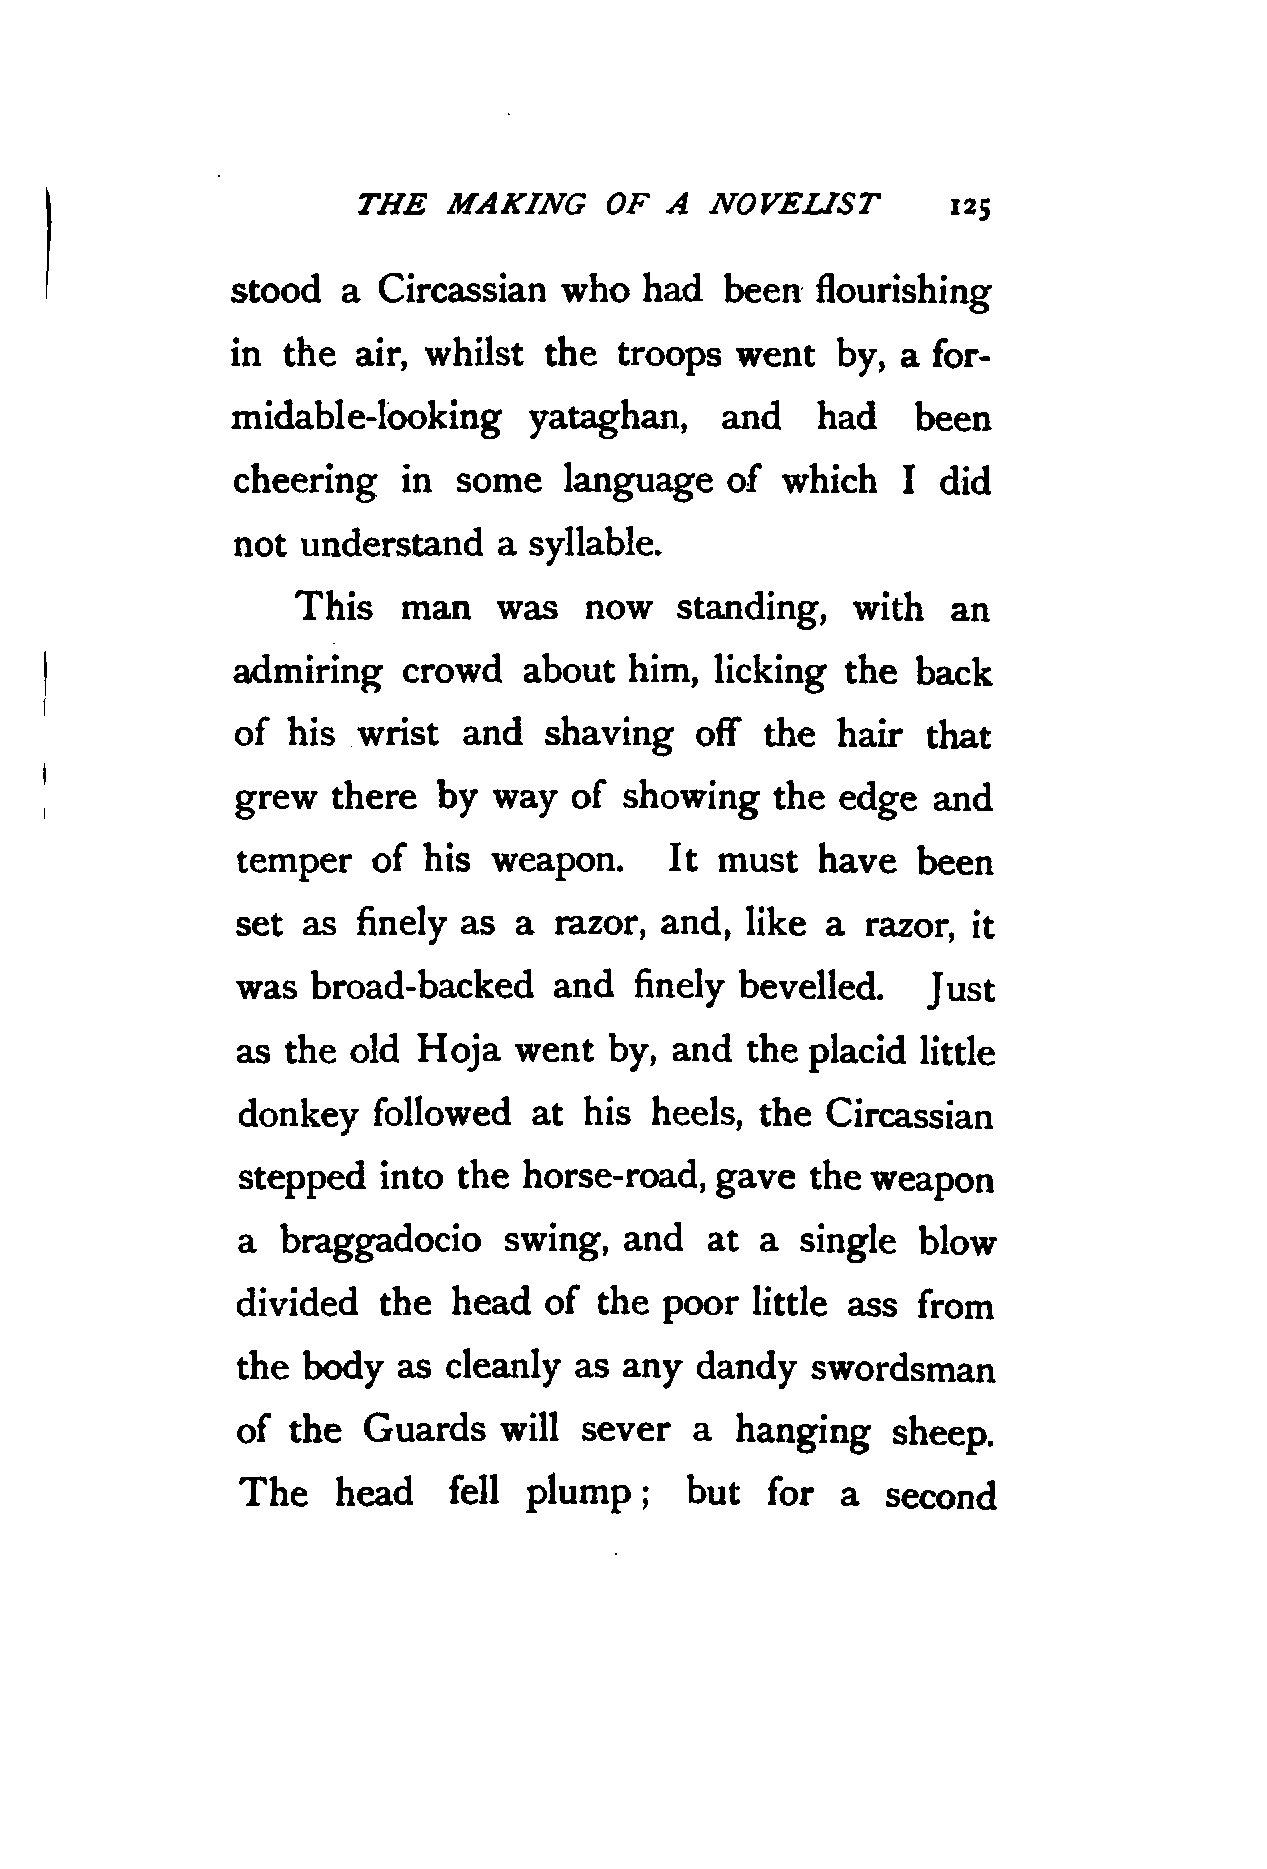 THE MAKING OF A NOVELIST 125
stood a Circassian who had been flourishing
in the air, whilst the troops went by, a for-
midable-looking yataghan, and had been
cheering in some language of which I did
not understand a syllable.
This man was now standing, with an
admiring crowd about him, licking the back
of his wrist and shaving off the hair that
grew there by way of showing the edge and
temper of his weapon. It must have been
set as finely as a razor, and, like a razor, it
was broad-backed and finely bevelled. Just
as the old Hoja went by, and the placid little
donkey followed at his heels, the Circassian
stepped into the horse-road, gave the weapon
a braggadocio swing, and at a single blow
divided the head of the poor little ass from
the body as cleanly as any dandy swordsman
of the Guards will sever a hanging sheep.
The head fell plump; but for a second